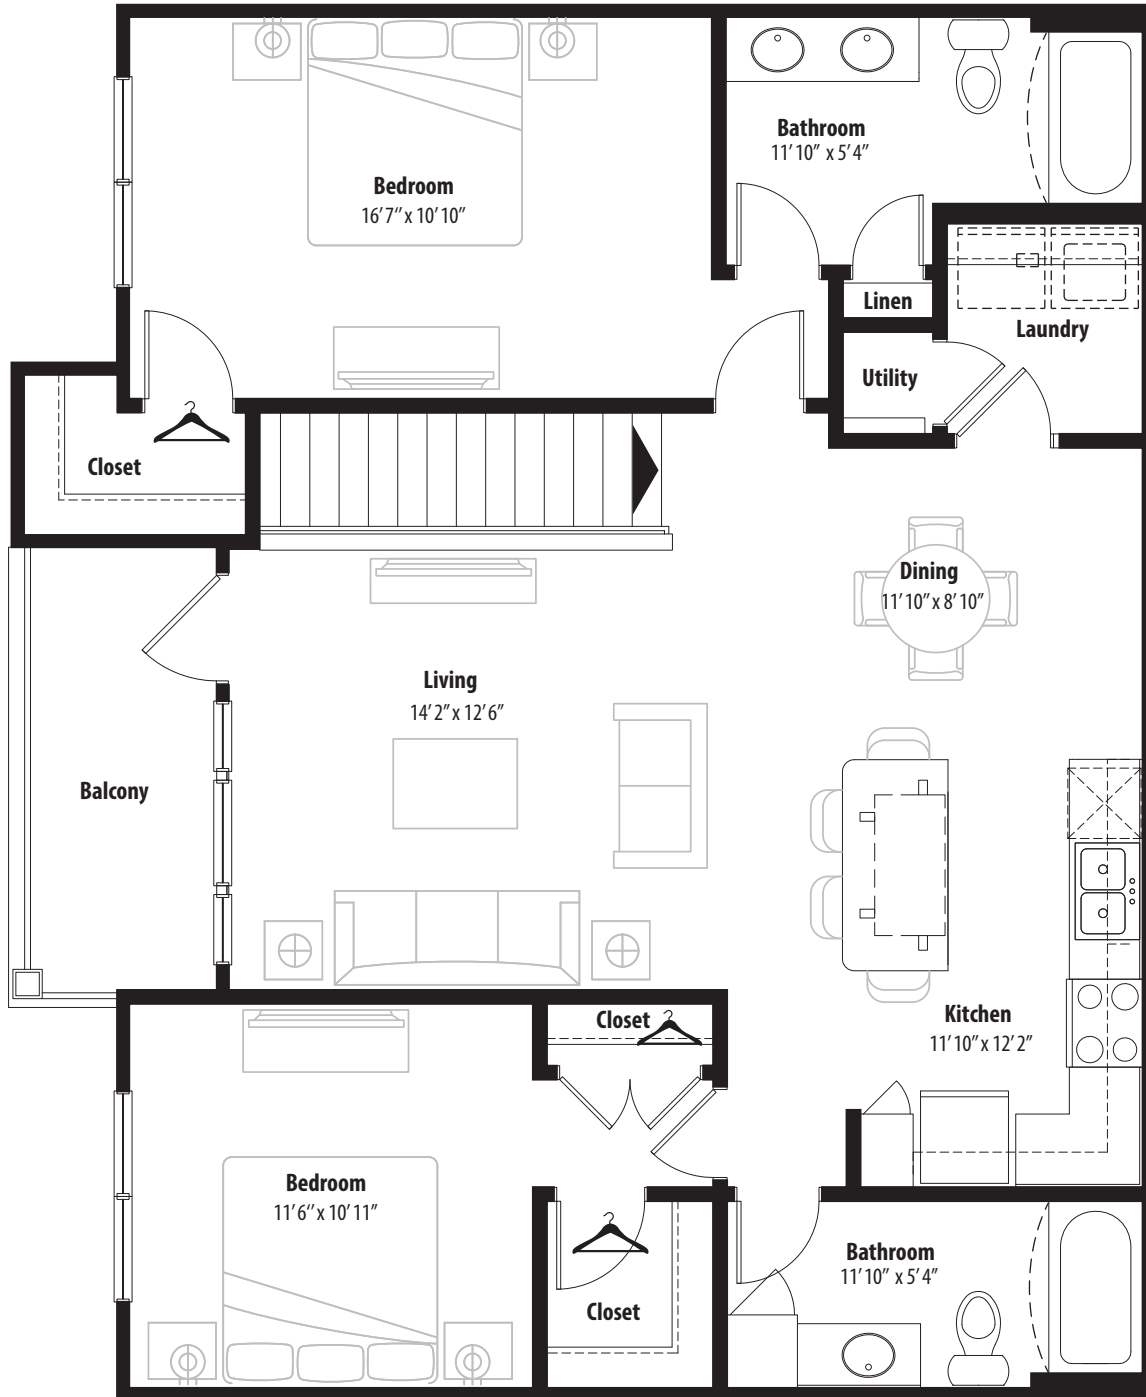 Bathroom
11' 10" x 5' 4"
Bedroom
16' 7" x 10' 10"
Linen
Laundry
Utility
Closet
Dining
11' 10" x 8' 10"
Living
14' 2" x 12' 6"
Balcony
Kitchen
11' 10" x 12' 2"
Closet
Bedroom
11' 6" x 10' 11"
Bathroom
11' 10" x 5' 4"
Closet